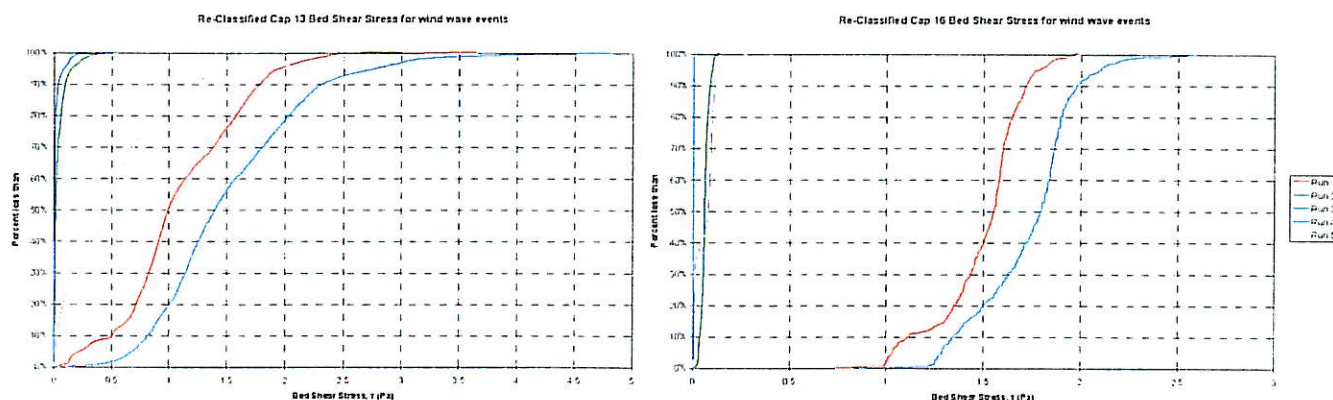 Re-Classified Cap 13 Bed Shear Stress for wind wave events
Percent less than
100%
90%
80%
70%
60%
50%
40%
30%
20%
10%
0%
0 0.5 1 1.5 2 2.5 3 3.5 4 4.5 5
Bed Shear Stress, τ (Pa)
Re-Classified Cap 16 Bed Shear Stress for wind wave events
Percent less than
100%
90%
80%
70%
60%
50%
40%
30%
20%
10%
0%
0 0.5 1 1.5 2 2.5 3
Bed Shear Stress, τ (Pa)
Run
Run
Run
Run
Run